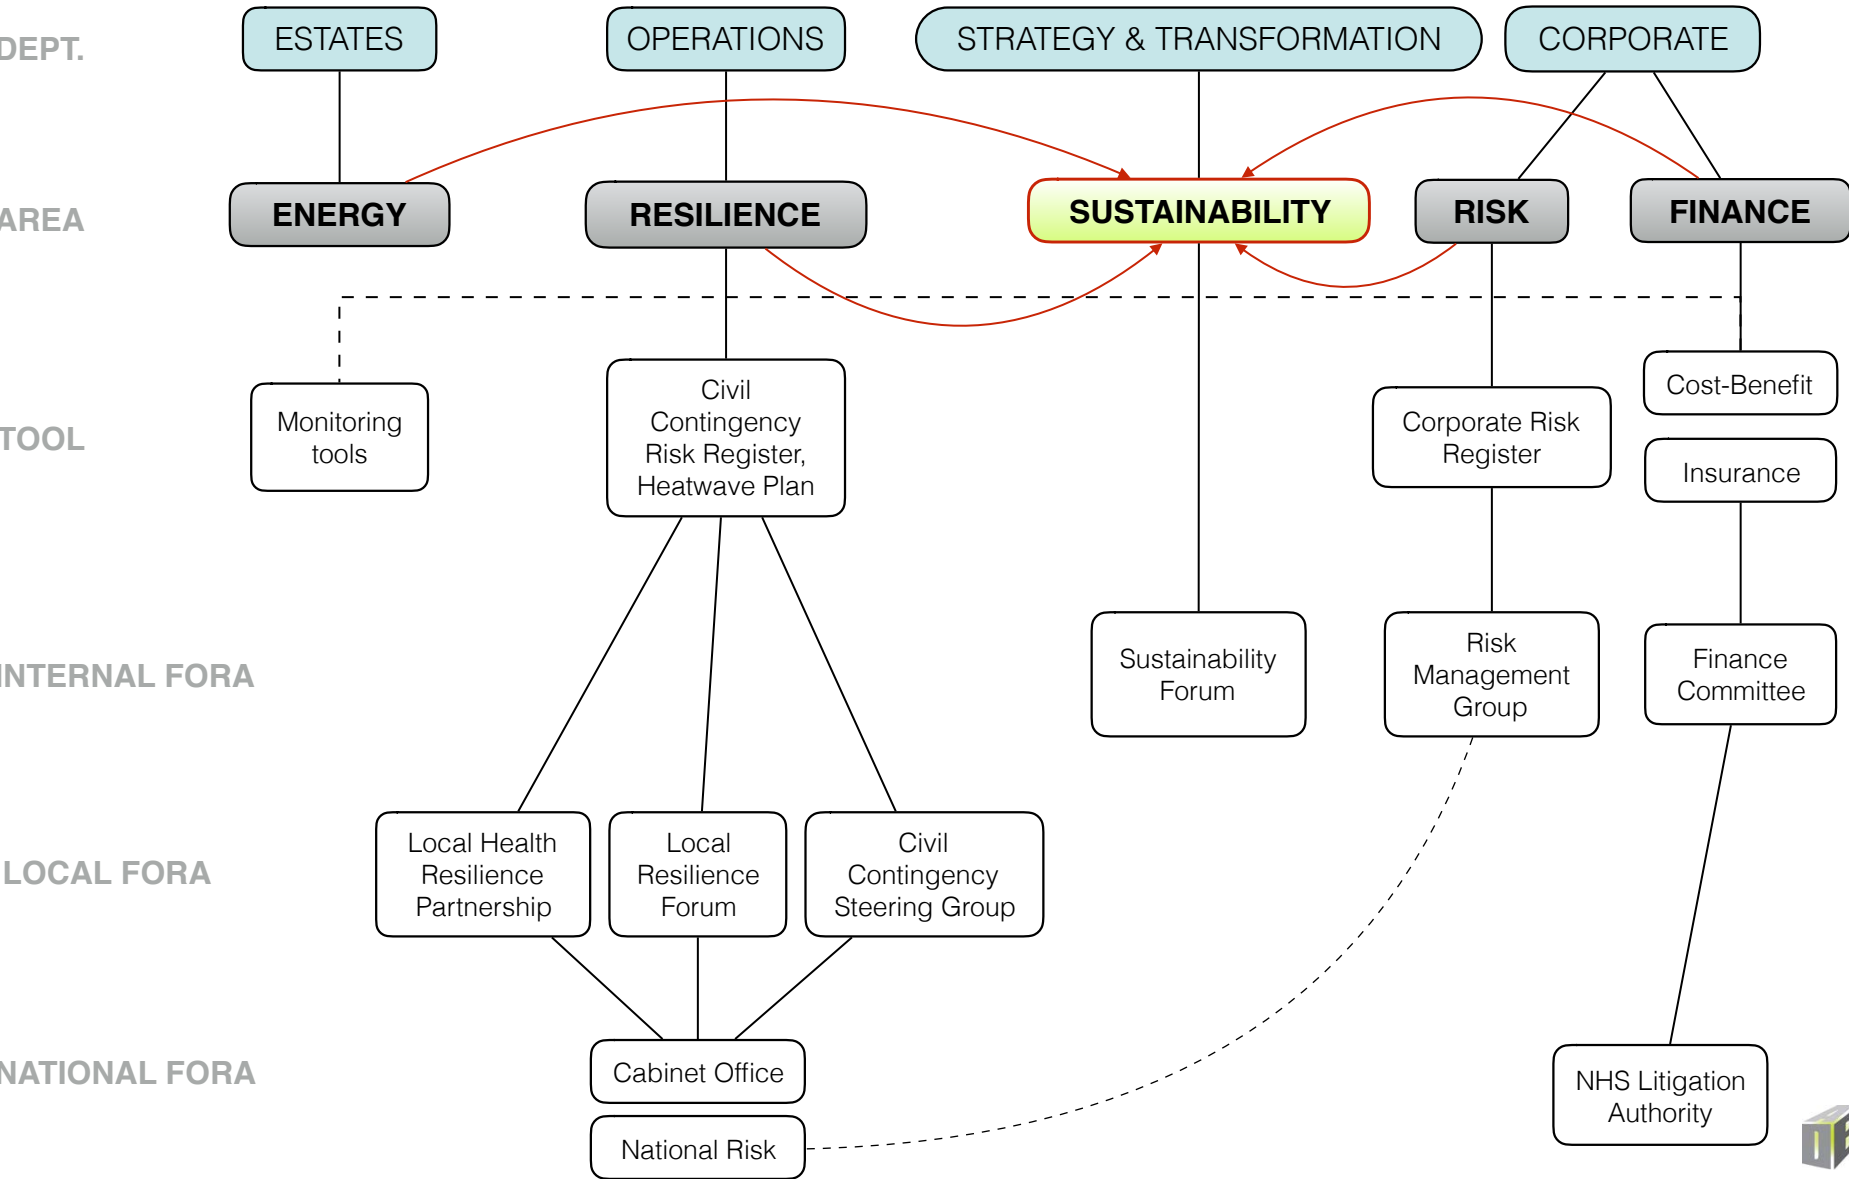 DEPT.
ESTATES
OPERATIONS
STRATEGY & TRANSFORMATION
CORPORATE
AREA
ENERGY
RESILIENCE
SUSTAINABILITY
RISK
FINANCE
TOOL
Monitoring
tools
Civil
Contingency
Risk Register,
Heatwave Plan
Corporate Risk
Register
Cost-Benefit
Insurance
INTERNAL FORA
Sustainability
Forum
Risk
Management
Group
Finance
Committee
LOCAL FORA
Local Health
Resilience
Partnership
Local
Resilience
Forum
Civil
Contingency
Steering Group
NATIONAL FORA
Cabinet Office
National Risk
NHS Litigation
Authority